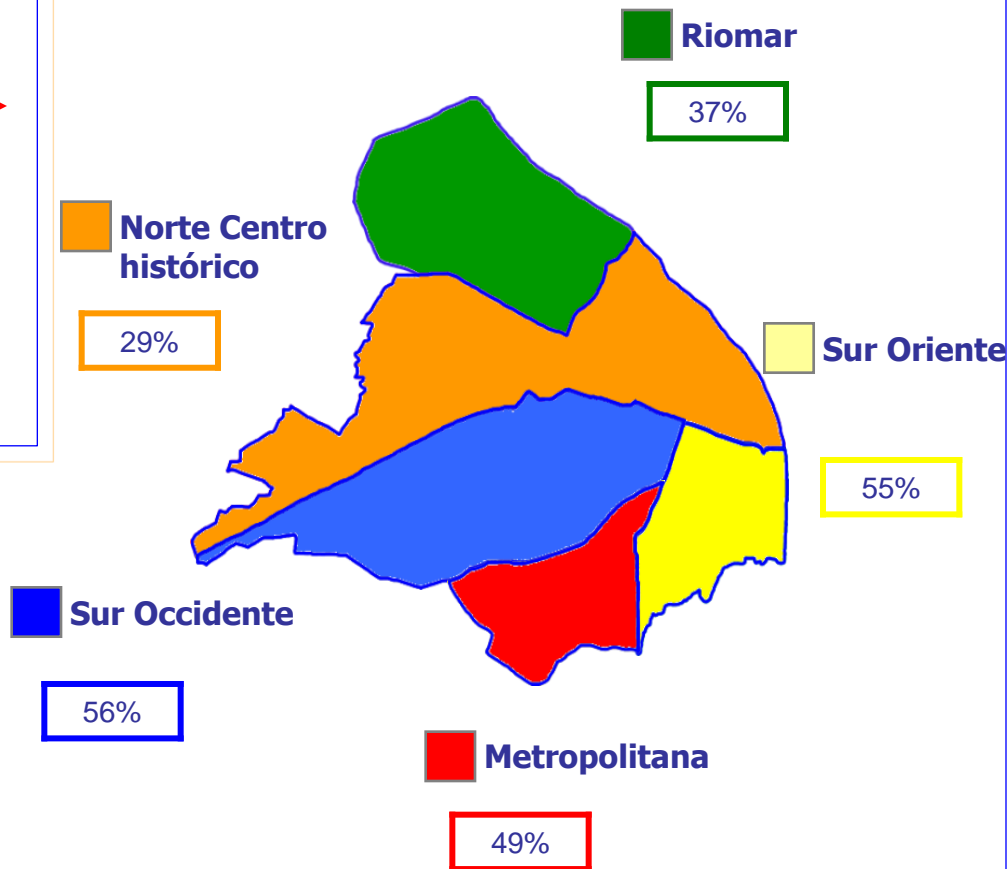 Riomar
37%
Norte Centro
histórico
29%
Sur Oriente
55%
Sur Occidente
56%
Metropolitana
49%